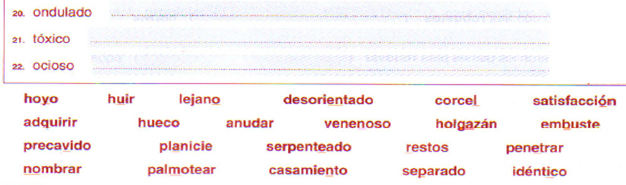 20. ondulado
21. tóxico
22. ocioso
hoyo huir lejano desorientado corcel satisfacción
adquirir hueco anudar venenoso holgazán embuste
precavido planicie serpenteado restos penetrar
nombrar palmotear casamiento separado idéntico